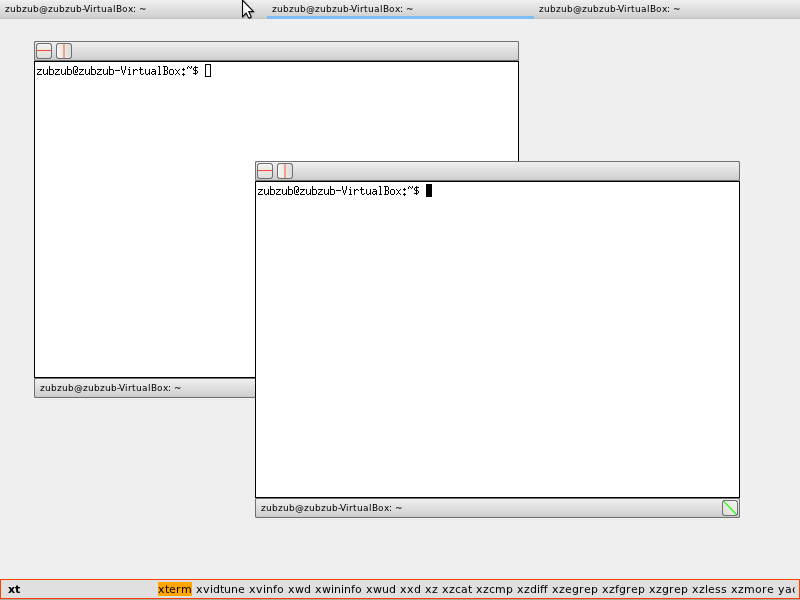 zubzub@zubzub-VirtualBox: ~ zubzub@zubzub-VirtualBox: ~ zubzub@zubzub-VirtualBox: ~
zubzub@zubzub-VirtualBox:~$
zubzub@zubzub-VirtualBox:~$
zubzub@zubzub-VirtualBox: ~
zubzub@zubzub-VirtualBox: ~
xt xterm xvidtune xvinfo xwd xwininfo xwud xxd xz xzcat xzcmp xzdiff xzegrep xzfgrep xzgrep xzless xzmore